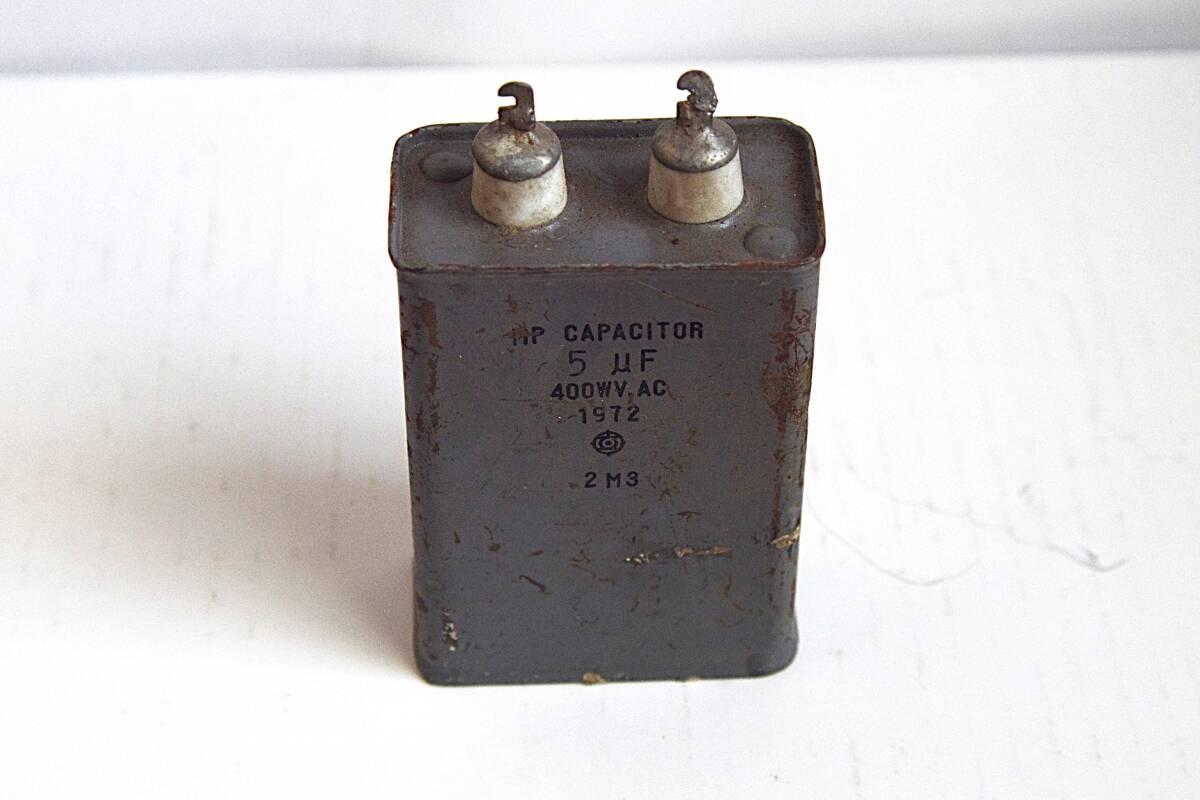 MP CAPACITOR
5 µF
400WV.AC
1972
2M3